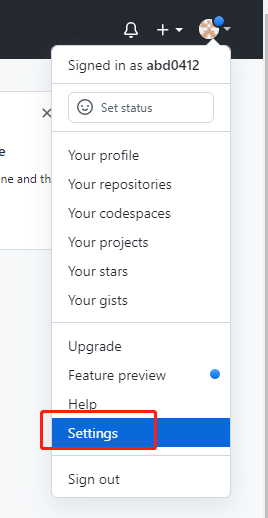 Signed in as abd0412
Set status
e
ne and th
Your profile
Your repositories
Your codespaces
Your projects
Your stars
Your gists
Upgrade
Feature preview
Help
Settings
Sign out